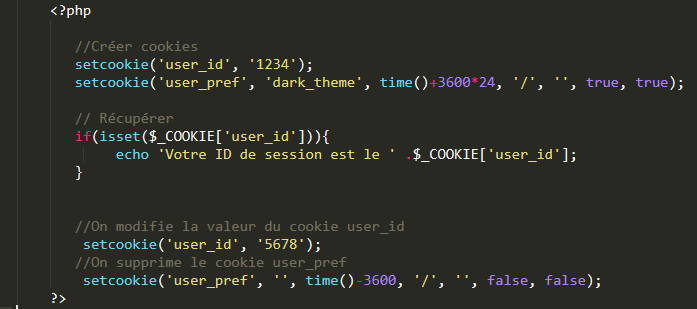 <?php
//Créer cookies
setcookie('user_id', '1234');
setcookie('user_pref', 'dark_theme', time()+3600*24, '/', '', true, true);
// Récupérer
if(isset($_COOKIE['user_id'])){
echo 'Votre ID de session est le ' .$_COOKIE['user_id'];
}
//On modifie la valeur du cookie user_id
setcookie('user_id', '5678');
//On supprime le cookie user_pref
setcookie('user_pref', '', time()-3600, '/', '', false, false);
?>